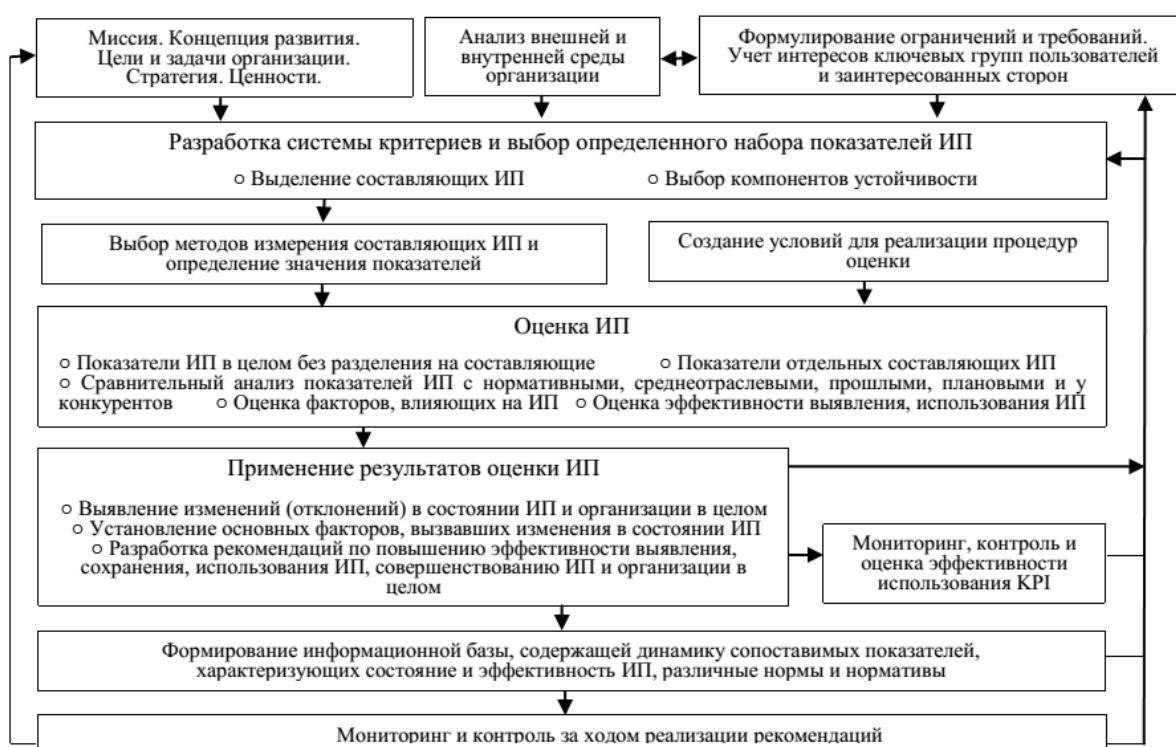 Миссия. Концепция развития.
Цели и задачи организации.
Стратегия. Ценности.
Анализ внешней и
внутренней среды
организации
Формулирование ограничений и требований.
Учет интересов ключевых групп пользователей
и заинтересованных сторон
Разработка системы критериев и выбор определенного набора показателей ИП
○ Выделение составляющих ИП ○ Выбор компонентов устойчивости
Выбор методов измерения составляющих ИП и
определение значения показателей
Создание условий для реализации процедур
оценки
Оценка ИП
○ Показатели ИП в целом без разделения на составляющие ○ Показатели отдельных составляющих ИП
○ Сравнительный анализ показателей ИП с нормативными, среднеотраслевыми, прошлыми, плановыми и у
конкурентов ○ Оценка факторов, влияющих на ИП ○ Оценка эффективности выявления, использования ИП
Применение результатов оценки ИП
○ Выявление изменений (отклонений) в состоянии ИП и организации в целом
○ Установление основных факторов, вызвавших изменения в состоянии ИП
○ Разработка рекомендаций по повышению эффективности выявления,
сохранения, использования ИП, совершенствованию ИП и организации в
целом
Мониторинг, контроль и
оценка эффективности
использования KPI
Формирование информационной базы, содержащей динамику сопоставимых показателей,
характеризующих состояние и эффективность ИП, различные нормы и нормативы
Мониторинг и контроль за ходом реализации рекомендаций